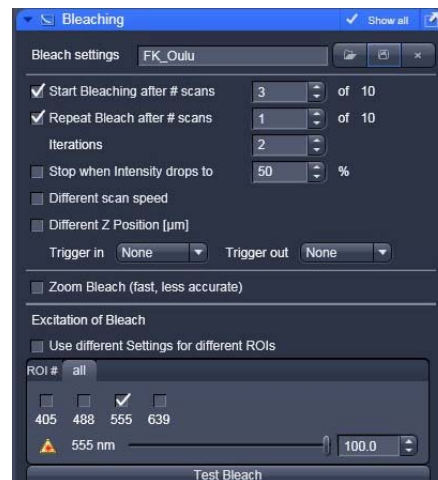 Bleaching Show all
Bleach settings FK_Oulu
Start Bleaching after # scans 3 of 10
Repeat Bleach after # scans 1 of 10
Iterations 2
Stop when Intensity drops to 50 %
Different scan speed
Different Z Position [µm]
Trigger in None Trigger out None
Zoom Bleach (fast, less accurate)
Excitation of Bleach
Use different Settings for different ROIs
ROI # all
405 488 555 639
555 nm 100.0
Test Bleach